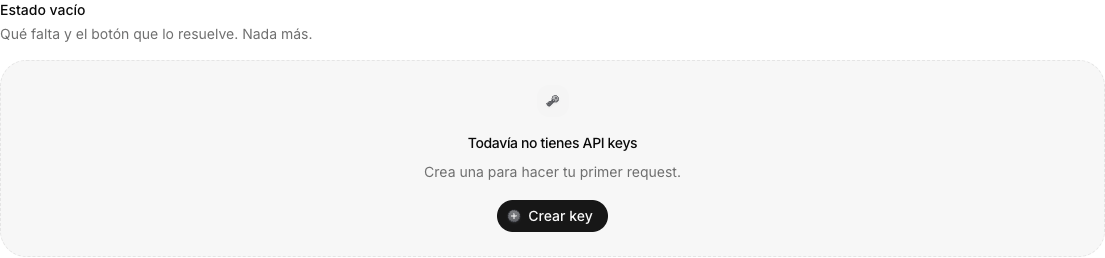 Estado vacío
Qué falta y el botón que lo resuelve. Nada más.
Todavía no tienes API keys
Crea una para hacer tu primer request.
Crear key